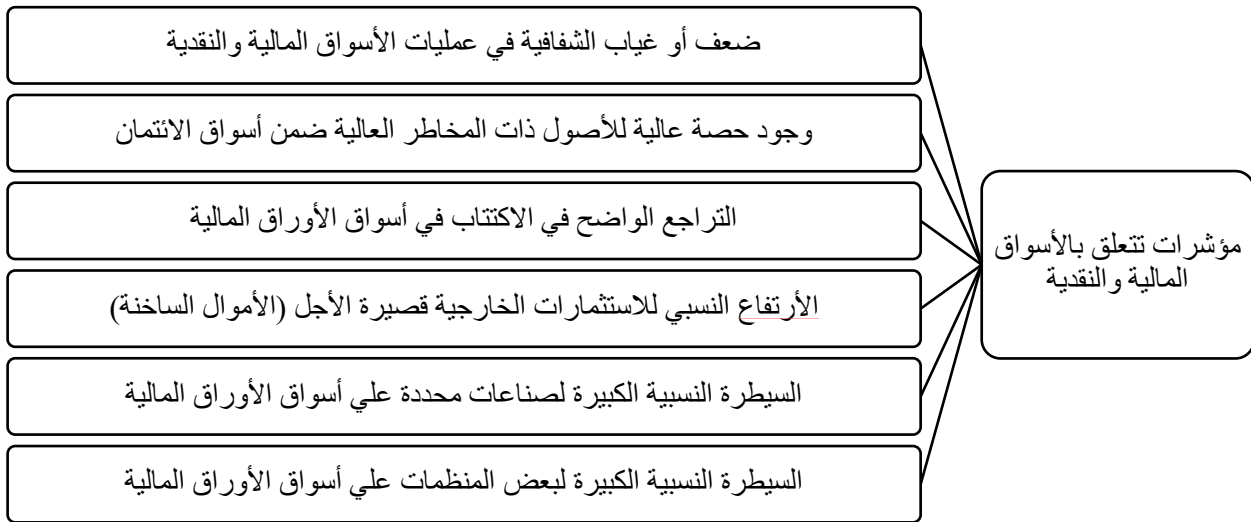 مؤشرات تتعلق بالأسواق
المالية والنقدية
ضعف أو غياب الشفافية في عمليات الأسواق المالية والنقدية
وجود حصة عالية للأصول ذات المخاطر العالية ضمن أسواق الائتمان
التراجع الواضح في الاكتتاب في أسواق الأوراق المالية
الأرتفاع النسبي للاستثمارات الخارجية قصيرة الأجل (الأموال الساخنة)
السيطرة النسبية الكبيرة لصناعات محددة علي أسواق الأوراق المالية
السيطرة النسبية الكبيرة لبعض المنظمات علي أسواق الأوراق المالية